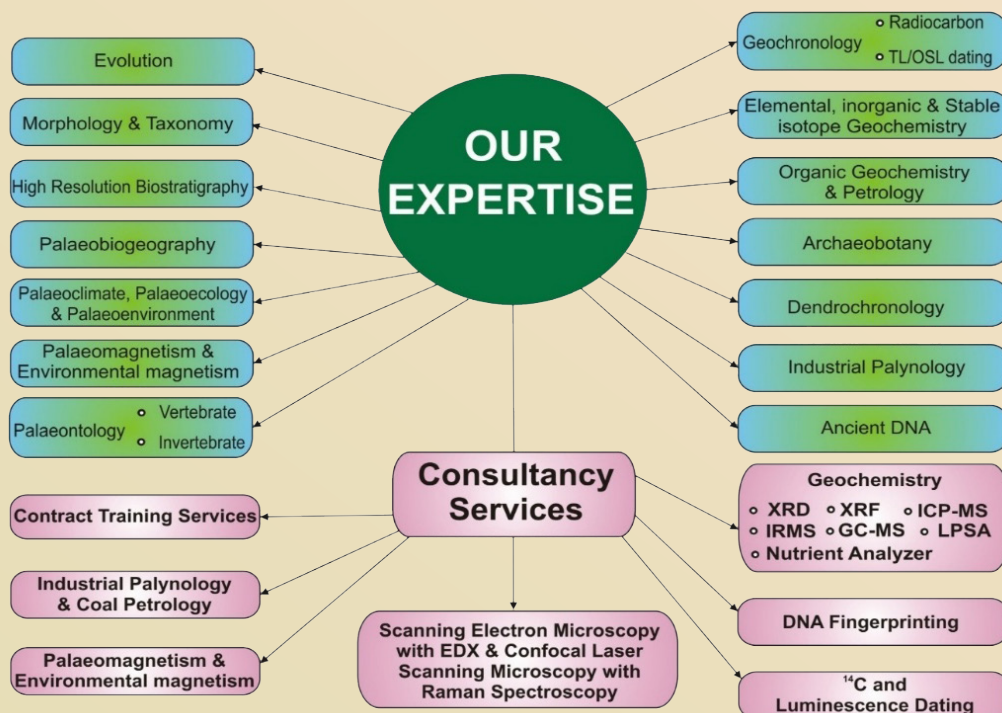 OUR
EXPERTISE
Evolution
Morphology & Taxonomy
High Resolution Biostratigraphy
Palaeobiogeography
Palaeoclimate, Palaeoecology
& Palaeoenvironment
Palaeomagnetism &
Environmental magnetism
Palaeontology
Vertebrate
Invertebrate
Geochronology
Radiocarbon
TL/OSL dating
Elemental, inorganic & Stable
isotope Geochemistry
Organic Geochemistry
& Petrology
Archaeobotany
Dendrochronology
Industrial Palynology
Ancient DNA
Consultancy
Services
Contract Training Services
Industrial Palynology
& Coal Petrology
Palaeomagnetism &
Environmental magnetism
Scanning Electron Microscopy
with EDX & Confocal Laser
Scanning Microscopy with
Raman Spectroscopy
Geochemistry
XRD XRF ICP-MS
IRMS GC-MS LPSA
Nutrient Analyzer
DNA Fingerprinting
¹⁴C and
Luminescence Dating